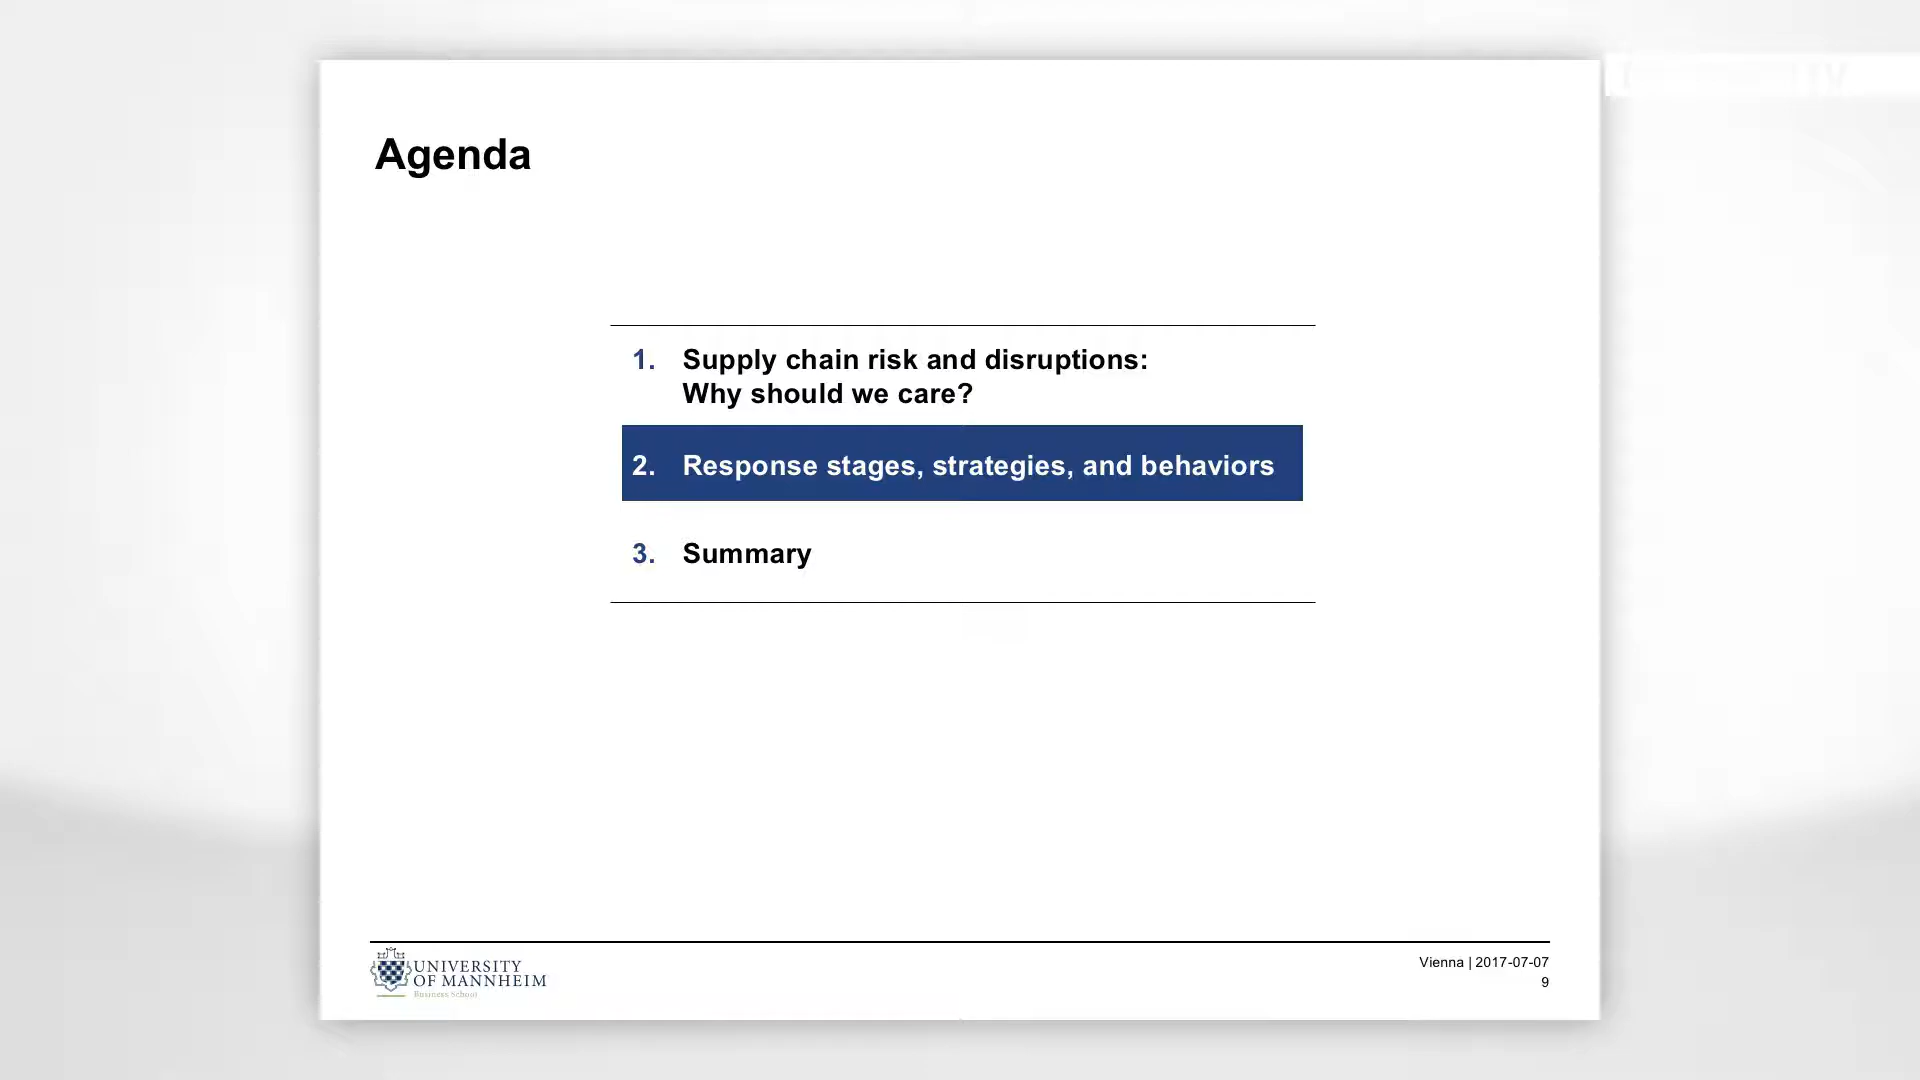 Agenda
1. Supply chain risk and disruptions:
Why should we care?
2. Response stages, strategies, and behaviors
3. Summary
UNIVERSITY
OF MANNHEIM
Business School
Vienna | 2017-07-07
9